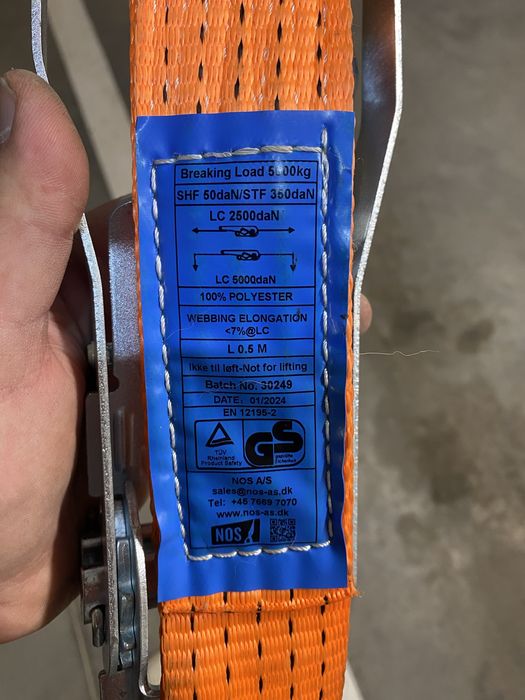 Breaking Load 5000kg
SHF 50daN/STF 350daN
LC 2500daN
LC 5000daN
100% POLYESTER
WEBBING ELONGATION
<7%@LC
L 0.5 M
Ikke til løft-Not for lifting
Batch No. 30249
DATE: 01/2024
EN 12195-2
TÜV
Rheinland
Product Safety
GS
geprüfte
Sicherheit
NOS A/S
sales@nos-as.dk
Tel: +45 7669 7070
www.nos-as.dk
NOS